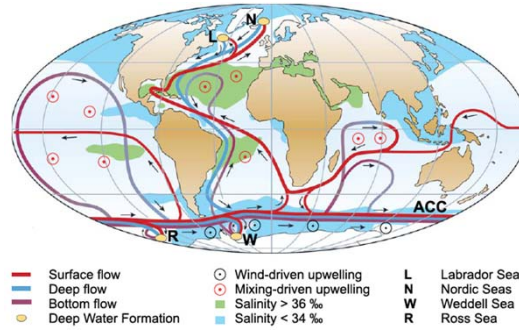 N
L
ACC
R
W
Surface flow
Deep flow
Bottom flow
Deep Water Formation
Wind-driven upwelling
Mixing-driven upwelling
Salinity > 36 ‰
Salinity < 34 ‰
L Labrador Sea
N Nordic Seas
W Weddell Sea
R Ross Sea